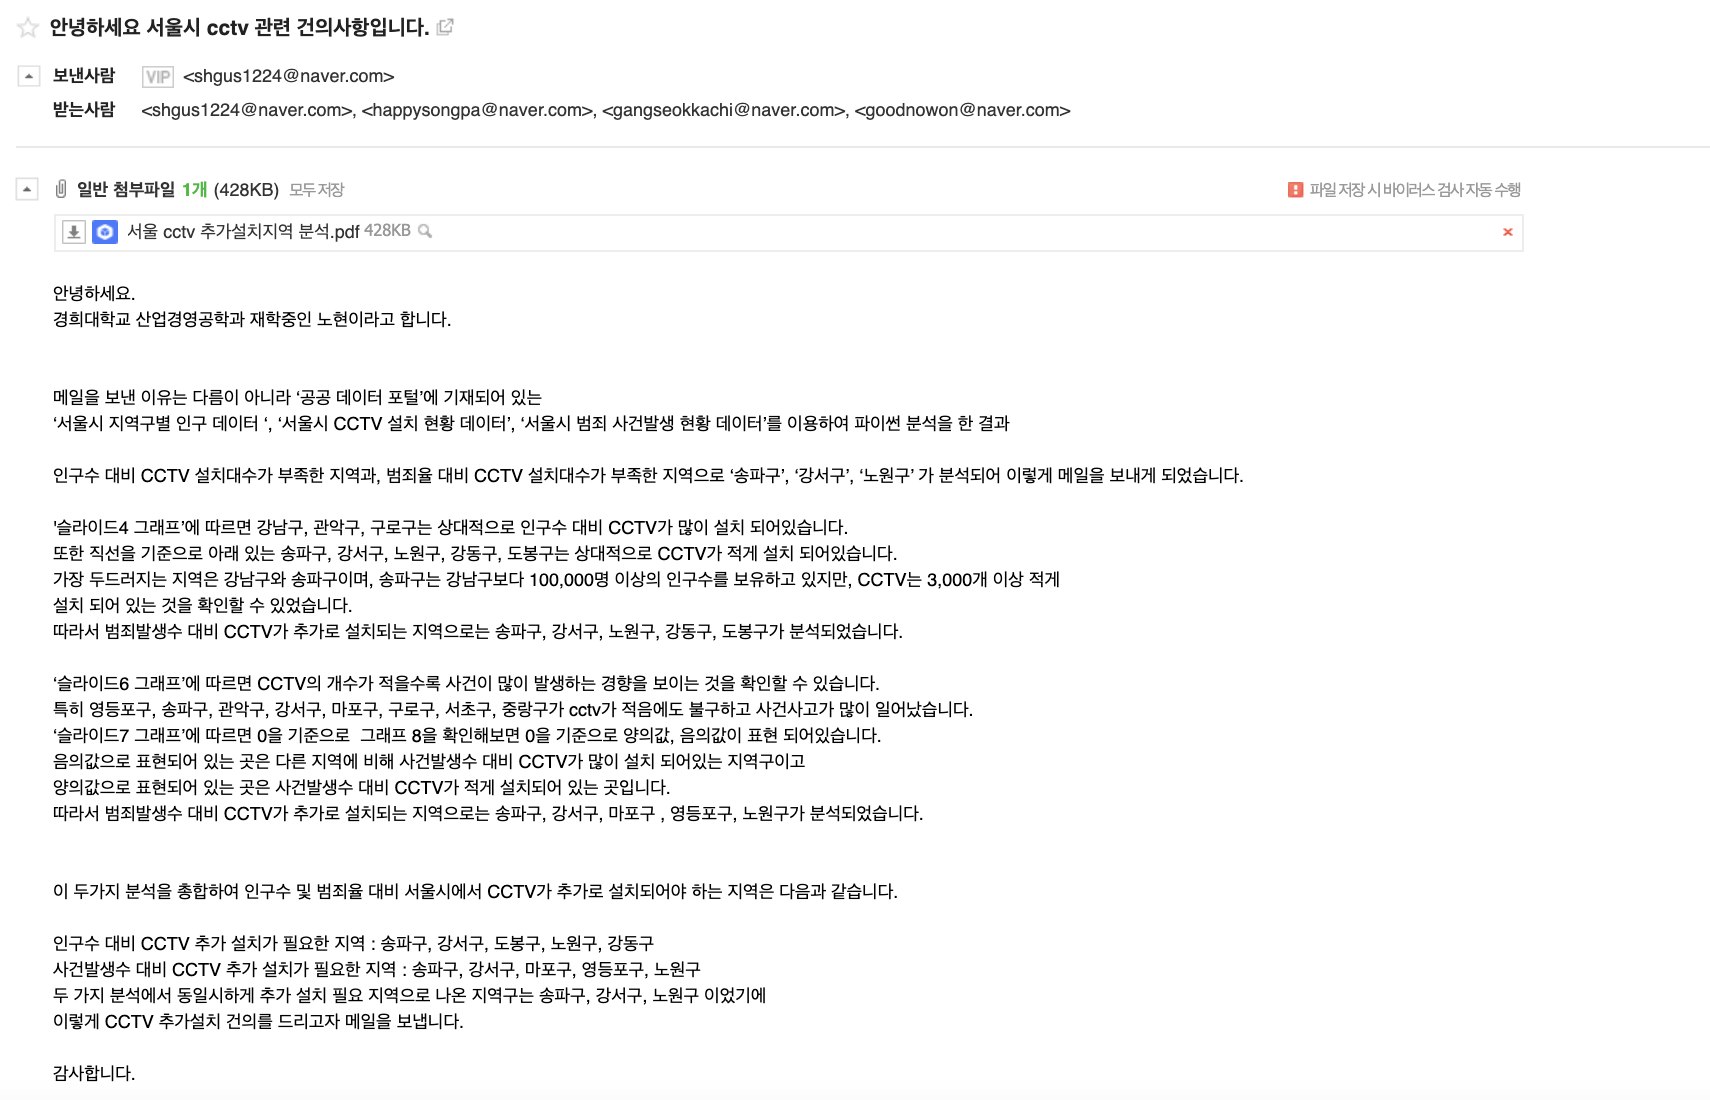 안녕하세요 서울시 cctv 관련 건의사항입니다.
보낸사람 VIP <shgus1224@naver.com>
받는사람 <shgus1224@naver.com>, <happysongpa@naver.com>, <gangseokkachi@naver.com>, <goodnowon@naver.com>
일반 첨부파일 1개 (428KB) 모두저장
파일 저장 시 바이러스 검사 자동 수행
서울 cctv 추가설치지역 분석.pdf 428KB
안녕하세요.
경희대학교 산업경영공학과 재학중인 노현이라고 합니다.
메일을 보낸 이유는 다름이 아니라 ‘공공 데이터 포털’에 기재되어 있는
‘서울시 지역구별 인구 데이터 ‘, ‘서울시 CCTV 설치 현황 데이터’, ‘서울시 범죄 사건발생 현황 데이터’를 이용하여 파이썬 분석을 한 결과
인구수 대비 CCTV 설치대수가 부족한 지역과, 범죄율 대비 CCTV 설치대수가 부족한 지역으로 ‘송파구’, ‘강서구’, ‘노원구’ 가 분석되어 이렇게 메일을 보내게 되었습니다.
'슬라이드4 그래프’에 따르면 강남구, 관악구, 구로구는 상대적으로 인구수 대비 CCTV가 많이 설치 되어있습니다.
또한 직선을 기준으로 아래 있는 송파구, 강서구, 노원구, 강동구, 도봉구는 상대적으로 CCTV가 적게 설치 되어있습니다.
가장 두드러지는 지역은 강남구와 송파구이며, 송파구는 강남구보다 100,000명 이상의 인구수를 보유하고 있지만, CCTV는 3,000개 이상 적게
설치 되어 있는 것을 확인할 수 있었습니다.
따라서 범죄발생수 대비 CCTV가 추가로 설치되는 지역으로는 송파구, 강서구, 노원구, 강동구, 도봉구가 분석되었습니다.
‘슬라이드6 그래프’에 따르면 CCTV의 개수가 적을수록 사건이 많이 발생하는 경향을 보이는 것을 확인할 수 있습니다.
특히 영등포구, 송파구, 관악구, 강서구, 마포구, 구로구, 서초구, 중랑구가 cctv가 적음에도 불구하고 사건사고가 많이 일어났습니다.
‘슬라이드7 그래프’에 따르면 0을 기준으로  그래프 8을 확인해보면 0을 기준으로 양의값, 음의값이 표현 되어있습니다.
음의값으로 표현되어 있는 곳은 다른 지역에 비해 사건발생수 대비 CCTV가 많이 설치 되어있는 지역구이고
양의값으로 표현되어 있는 곳은 사건발생수 대비 CCTV가 적게 설치되어 있는 곳입니다.
따라서 범죄발생수 대비 CCTV가 추가로 설치되는 지역으로는 송파구, 강서구, 마포구 , 영등포구, 노원구가 분석되었습니다.
이 두가지 분석을 총합하여 인구수 및 범죄율 대비 서울시에서 CCTV가 추가로 설치되어야 하는 지역은 다음과 같습니다.
인구수 대비 CCTV 추가 설치가 필요한 지역 : 송파구, 강서구, 도봉구, 노원구, 강동구
사건발생수 대비 CCTV 추가 설치가 필요한 지역 : 송파구, 강서구, 마포구, 영등포구, 노원구
두 가지 분석에서 동일시하게 추가 설치 필요 지역으로 나온 지역구는 송파구, 강서구, 노원구 이었기에
이렇게 CCTV 추가설치 건의를 드리고자 메일을 보냅니다.
감사합니다.